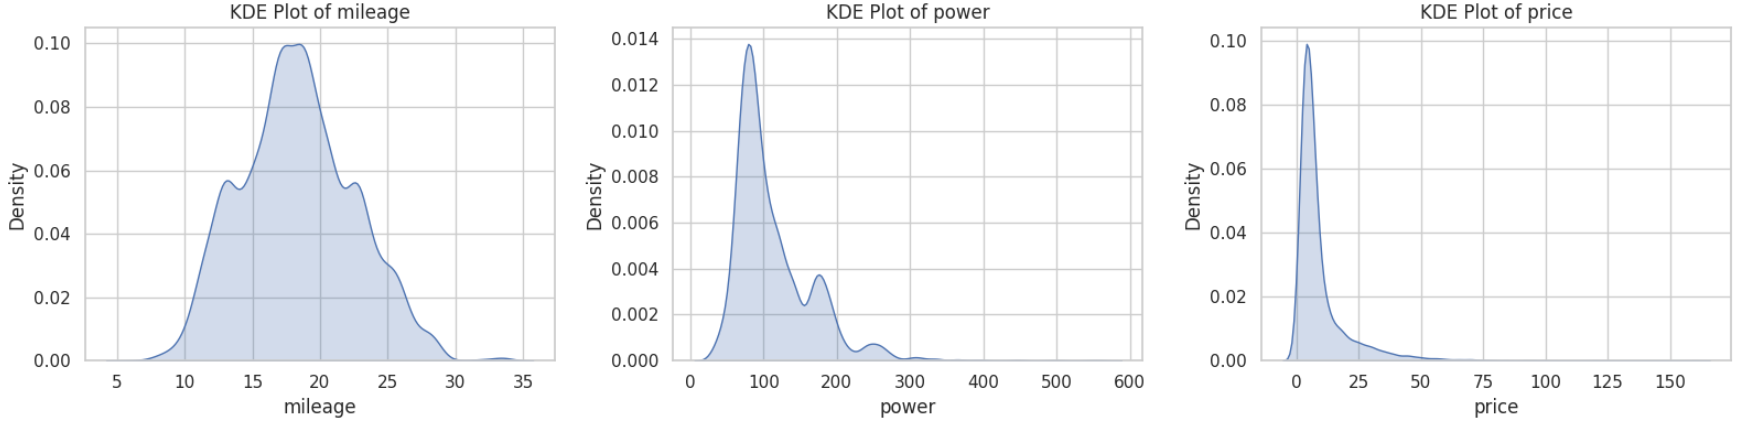 KDE Plot of mileage
0.10
0.08
0.06
0.04
0.02
0.00
Density
5 10 15 20 25 30 35
mileage
KDE Plot of power
0.014
0.012
0.010
0.008
0.006
0.004
0.002
0.000
Density
0 100 200 300 400 500 600
power
KDE Plot of price
0.10
0.08
0.06
0.04
0.02
0.00
Density
0 25 50 75 100 125 150
price